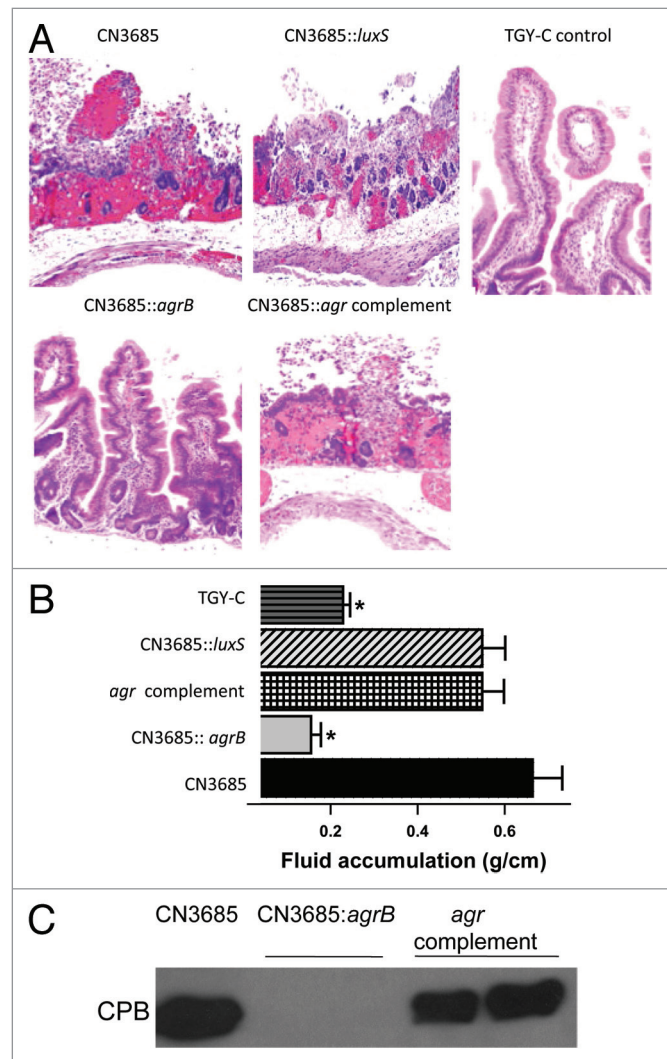 A
CN3685
CN3685::luxS
TGY-C control
CN3685::agrB
CN3685::agr complement
B
TGY-C
*
CN3685::luxS
agr complement
CN3685:: agrB
*
CN3685
0.2
0.4
0.6
Fluid accumulation (g/cm)
C
CN3685
CN3685:agrB
agr
complement
CPB